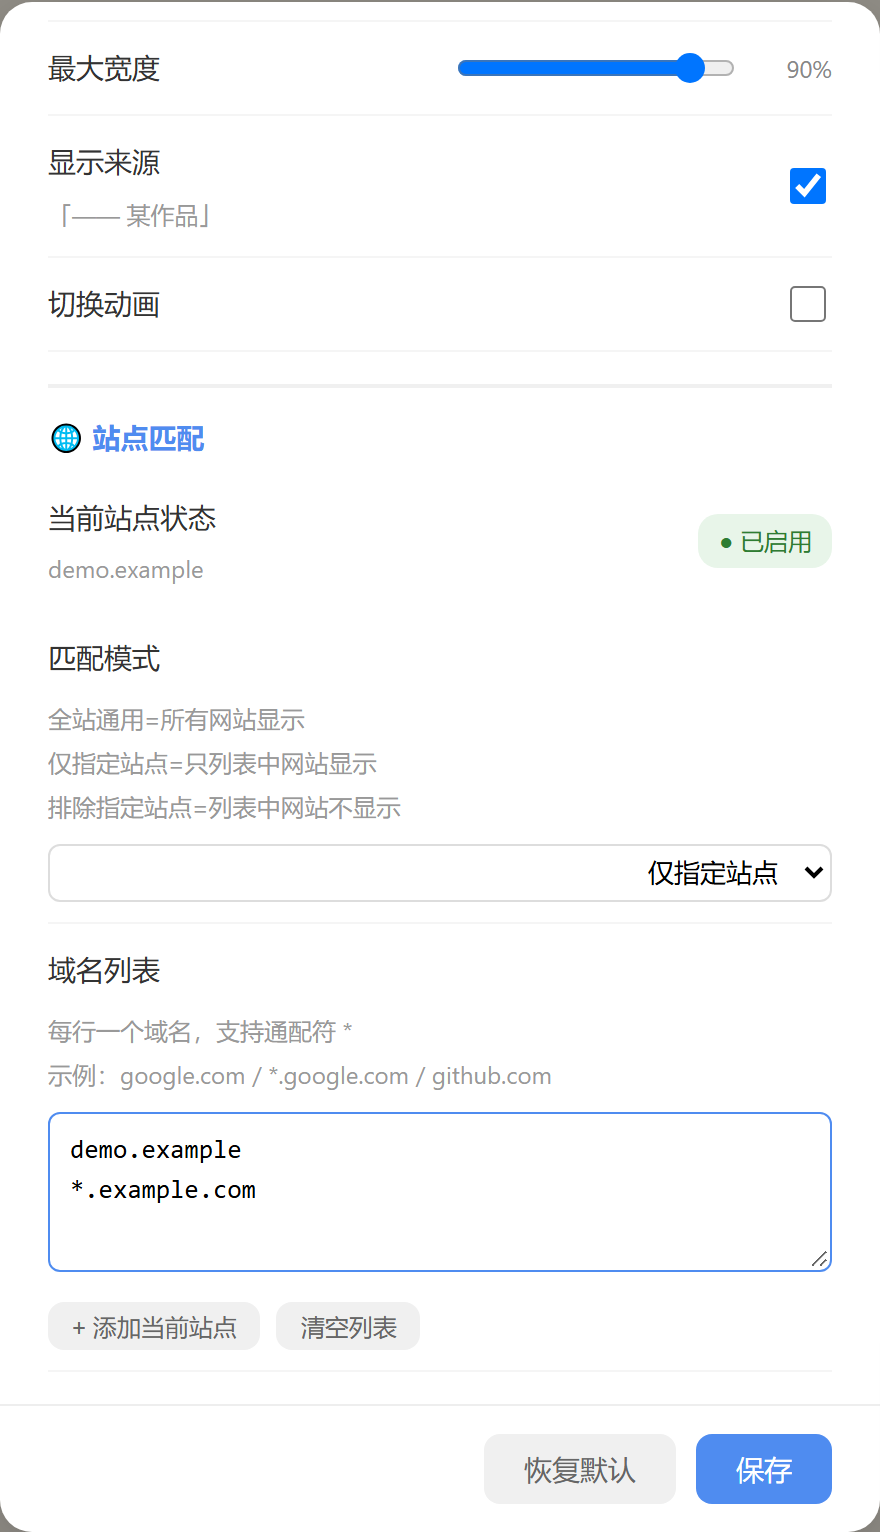 最大宽度
90%
显示来源
「—— 某作品」
切换动画
站点匹配
当前站点状态
● 已启用
demo.example
匹配模式
全站通用=所有网站显示
仅指定站点=只列表中网站显示
排除指定站点=列表中网站不显示
仅指定站点
域名列表
每行一个域名，支持通配符 *
示例：google.com / *.google.com / github.com
demo.example
*.example.com
+ 添加当前站点
清空列表
恢复默认
保存